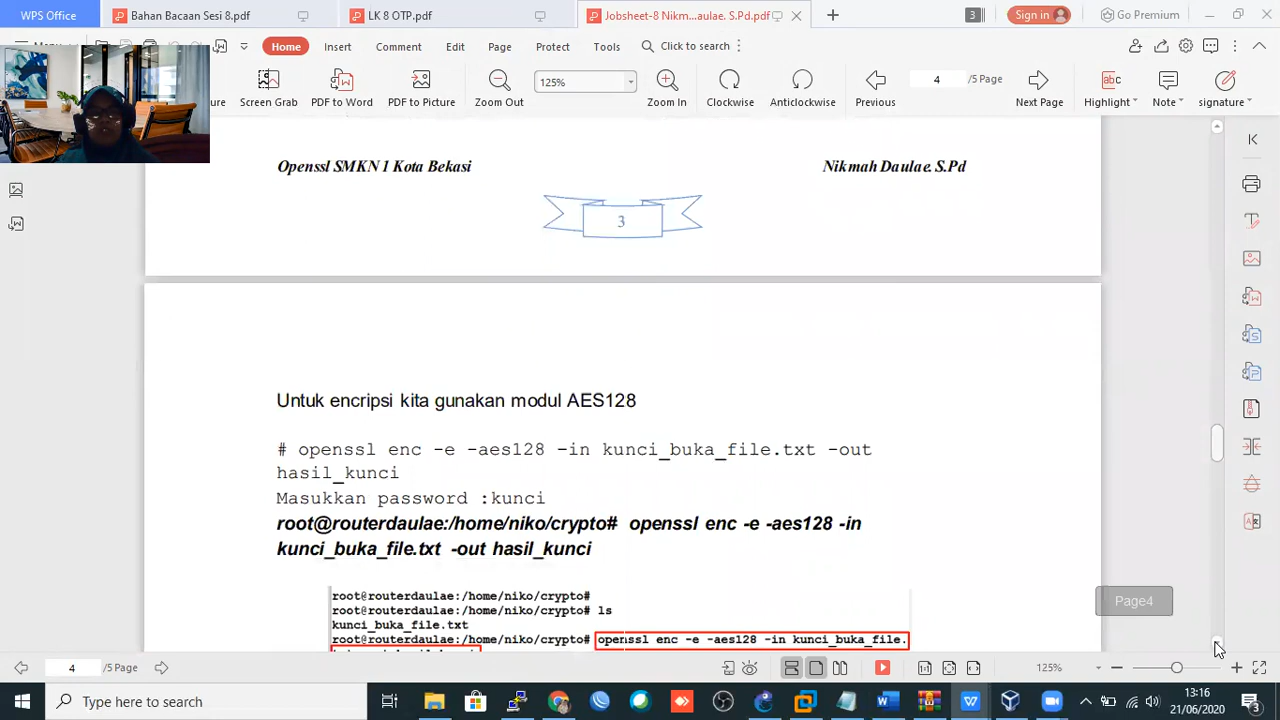 WPS Office
Bahan Bacaan Sesi 8.pdf
LK 8 OTP.pdf
Jobsheet-8 Nikm...aulae. S.Pd.pdf
3
Sign in
Go Premium
Menu
Home
Insert
Comment
Edit
Page
Protect
Tools
Click to search
Screen Grab
PDF to Word
PDF to Picture
Zoom Out
125%
Zoom In
Clockwise
Anticlockwise
Previous
4
/5 Page
Next Page
Highlight
Note
signature
Openssl SMKN 1 Kota Bekasi
Nikmah Daulae. S.Pd
3
Untuk encripsi kita gunakan modul AES128
# openssl enc -e -aes128 -in kunci_buka_file.txt -out
hasil_kunci
Masukkan password :kunci
root@routerdaulae:/home/niko/crypto# openssl enc -e -aes128 -in
kunci_buka_file.txt -out hasil_kunci
root@routerdaulae:/home/niko/crypto#
root@routerdaulae:/home/niko/crypto# ls
kunci_buka_file.txt
root@routerdaulae:/home/niko/crypto# openssl enc -e -aes128 -in kunci_buka_file.
Page4
4
/5 Page
125%
Type here to search
13:16
21/06/2020